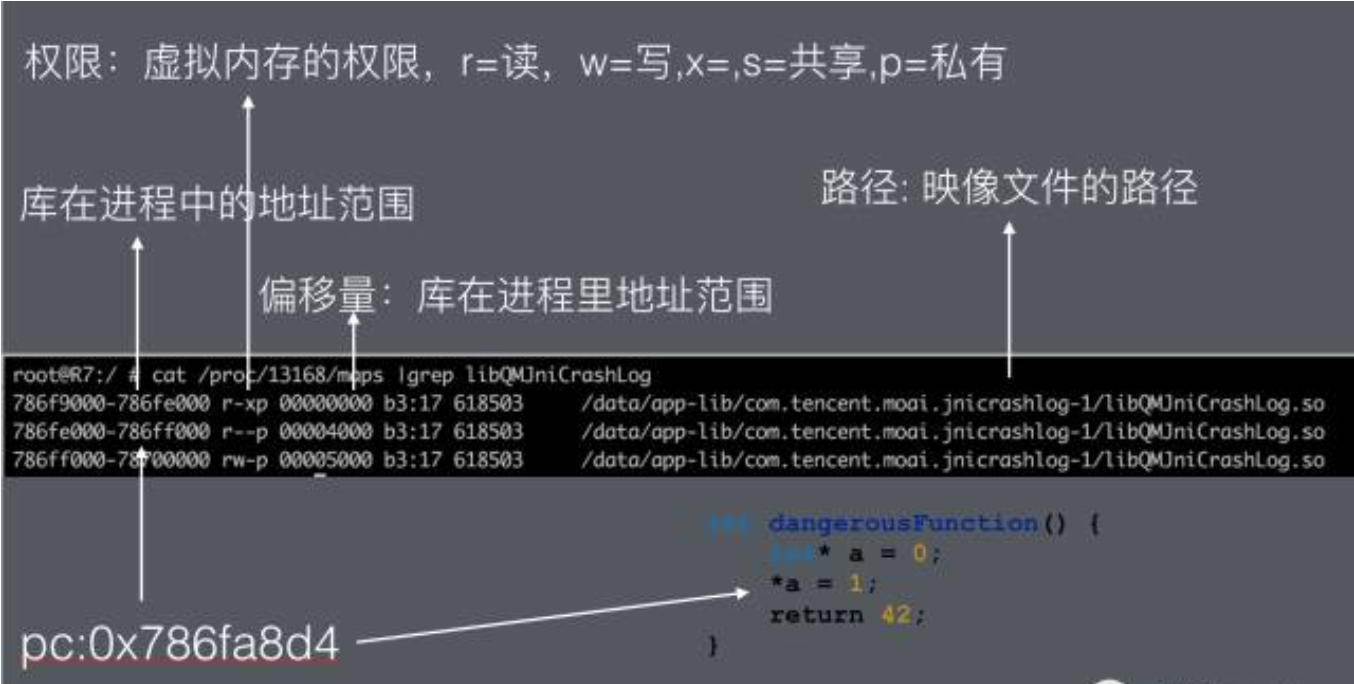 权限：虚拟内存的权限，r=读，w=写,x=,s=共享,p=私有
库在进程中的地址范围
路径: 映像文件的路径
偏移量：库在进程里地址范围
root@R7:/ # cat /proc/13168/maps |grep libQMJniCrashLog
786f9000-786fe000 r-xp 00000000 b3:17 618503 /data/app-lib/com.tencent.moai.jnicrashlog-1/libQMJniCrashLog.so
786fe000-786ff000 r--p 00004000 b3:17 618503 /data/app-lib/com.tencent.moai.jnicrashlog-1/libQMJniCrashLog.so
786ff000-78700000 rw-p 00005000 b3:17 618503 /data/app-lib/com.tencent.moai.jnicrashlog-1/libQMJniCrashLog.so
int dangerousFunction() {
int* a = 0;
*a = 1;
return 42;
}
pc:0x786fa8d4